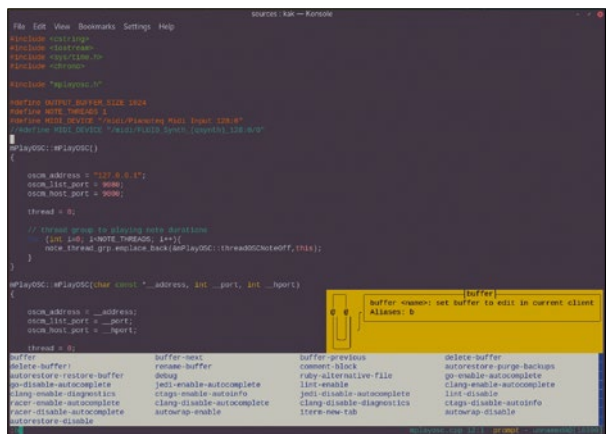 sources : kak — Konsole
File Edit View Bookmarks Settings Help
#include <cstring>
#include <iostream>
#include <sys/time.h>
#include <chrono>
#include "mplayosc.h"
#define OUTPUT_BUFFER_SIZE 1024
#define NOTE_THREADS 1
#define MIDI_DEVICE "/midi/Pianoteq Midi Input 128:0"
//#define MIDI_DEVICE "/midi/FLUID_Synth_(qsynth)_128:0/0"
mPlayOSC::mPlayOSC()
{
oscm_address = "127.0.0.1";
oscm_list_port = 9000;
oscm_host_port = 9000;
thread = 0;
// thread group to playing note durations
(int i=0; i<NOTE_THREADS; i++){
note_thread_grp.emplace_back(&mPlayOSC::threadOSCNoteOff,this);
}
}
mPlayOSC::mPlayOSC(char const *__address, int __port, int __hport)
{
oscm_address = __address;
oscm_list_port = __port;
oscm_host_port = __hport;
thread = 0;
buffer
buffer <name>: set buffer to edit in current client
Aliases: b
buffer buffer-next buffer-previous delete-buffer
delete-buffer! rename-buffer comment-block autorestore-purge-backups
autorestore-restore-buffer debug ruby-alternative-file go-enable-autocomplete
go-disable-autocomplete jedi-enable-autocomplete lint-enable clang-enable-autocomplete
clang-enable-diagnostics ctags-enable-autoinfo jedi-disable-autocomplete lint-disable
racer-enable-autocomplete clang-disable-autocomplete clang-disable-diagnostics ctags-disable-autoinfo
racer-disable-autocomplete autowrap-enable iterm-new-tab autowrap-disable
autorestore-disable
mplayosc.cpp 12:1 prompt